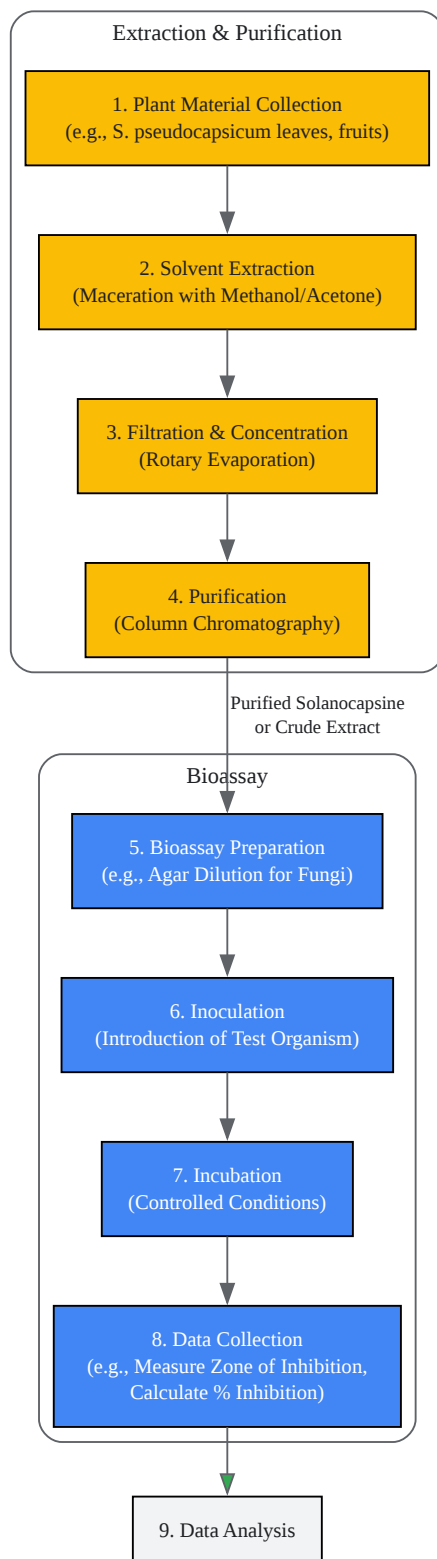 Extraction & Purification
1. Plant Material Collection
(e.g., S. pseudocapsicum leaves, fruits)
2. Solvent Extraction
(Maceration with Methanol/Acetone)
3. Filtration & Concentration
(Rotary Evaporation)
4. Purification
(Column Chromatography)
Purified Solanocapsine
or Crude Extract
Bioassay
5. Bioassay Preparation
(e.g., Agar Dilution for Fungi)
6. Inoculation
(Introduction of Test Organism)
7. Incubation
(Controlled Conditions)
8. Data Collection
(e.g., Measure Zone of Inhibition,
Calculate % Inhibition)
9. Data Analysis